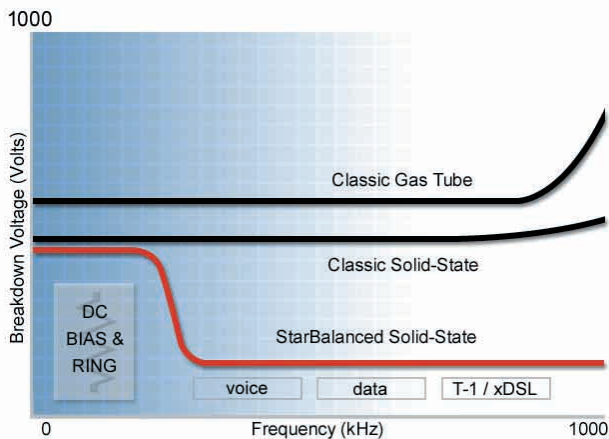 1000
Breakdown Voltage (Volts)
Classic Gas Tube
Classic Solid-State
StarBalanced Solid-State
DC
BIAS &
RING
voice
data
T-1 / xDSL
0
Frequency (kHz)
1000